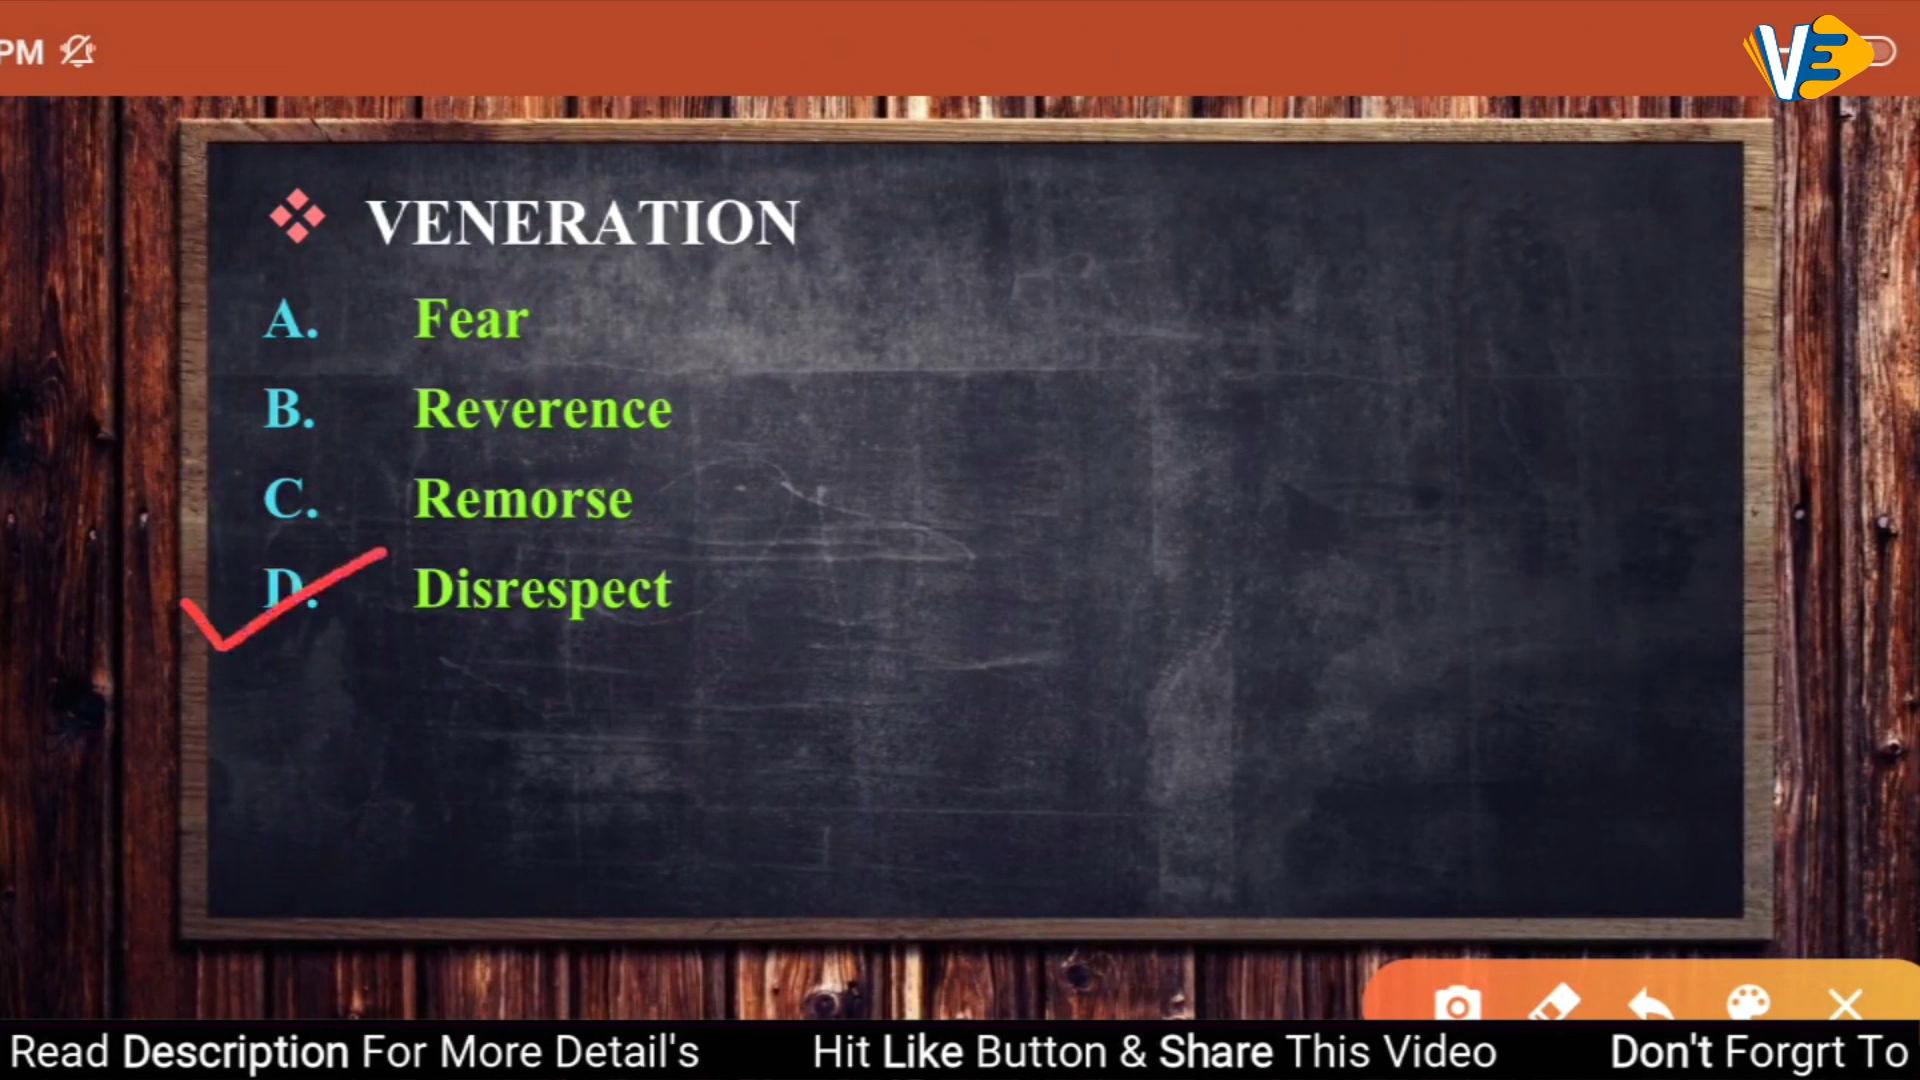 PM
VE
VENERATION
A. Fear
B. Reverence
C. Remorse
D. Disrespect
Read Description For More Detail's Hit Like Button & Share This Video Don't Forgrt To